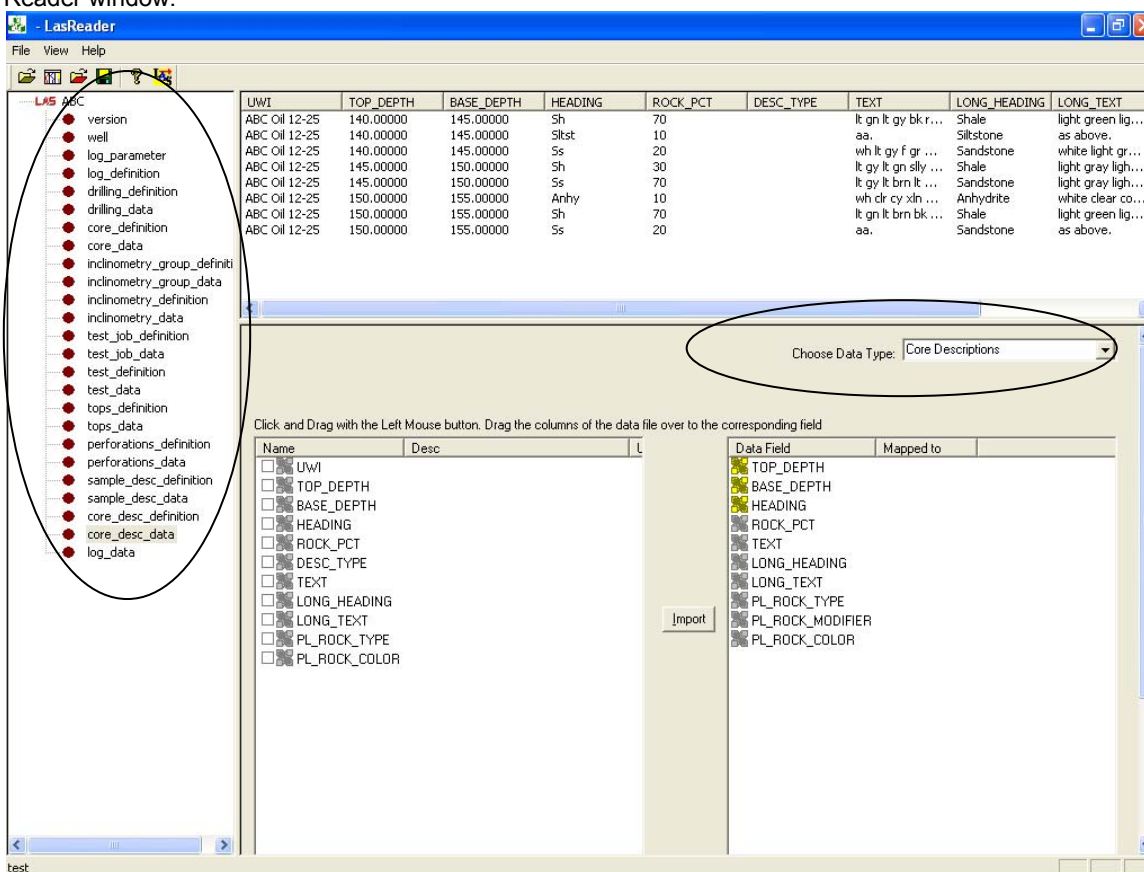 Reader window.
- LasReader
File View Help
LAS ABC
version
well
log_parameter
log_definition
drilling_definition
drilling_data
core_definition
core_data
inclinometry_group_definiti
inclinometry_group_data
inclinometry_definition
inclinometry_data
test_job_definition
test_job_data
test_definition
test_data
tops_definition
tops_data
perforations_definition
perforations_data
sample_desc_definition
sample_desc_data
core_desc_definition
core_desc_data
log_data
UWI TOP_DEPTH BASE_DEPTH HEADING ROCK_PCT DESC_TYPE TEXT LONG_HEADING LONG_TEXT
ABC Oil 12-25 140.00000 145.00000 Sh 70 lt gn lt gy bk r... Shale light green lig...
ABC Oil 12-25 140.00000 145.00000 Sltst 10 aa. Siltstone as above.
ABC Oil 12-25 140.00000 145.00000 Ss 20 wh lt gy f gr ... Sandstone white light gr...
ABC Oil 12-25 145.00000 150.00000 Sh 30 lt gy lt gn slly ... Shale light gray ligh...
ABC Oil 12-25 145.00000 150.00000 Ss 70 lt gy lt brn lt ... Sandstone light gray ligh...
ABC Oil 12-25 150.00000 155.00000 Anhy 10 wh clr cy xln ... Anhydrite white clear co...
ABC Oil 12-25 150.00000 155.00000 Sh 70 lt gn lt brn bk ... Shale light green lig...
ABC Oil 12-25 150.00000 155.00000 Ss 20 aa. Sandstone as above.
Choose Data Type: Core Descriptions
Click and Drag with the Left Mouse button. Drag the columns of the data file over to the corresponding field
Name Desc
UWI
TOP_DEPTH
BASE_DEPTH
HEADING
ROCK_PCT
DESC_TYPE
TEXT
LONG_HEADING
LONG_TEXT
PL_ROCK_TYPE
PL_ROCK_COLOR
Import
Data Field Mapped to
TOP_DEPTH
BASE_DEPTH
HEADING
ROCK_PCT
TEXT
LONG_HEADING
LONG_TEXT
PL_ROCK_TYPE
PL_ROCK_MODIFIER
PL_ROCK_COLOR
test